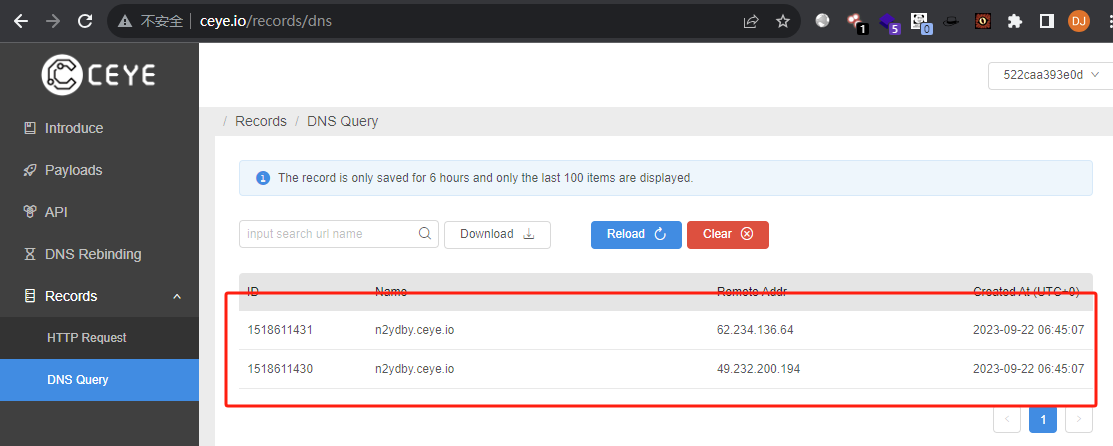 不安全 ceye.io/records/dns
1
5
0
DJ
CEYE
522caa393e0d
Introduce
/ Records / DNS Query
Payloads
The record is only saved for 6 hours and only the last 100 items are displayed.
API
input search url name Download Reload Clear
DNS Rebinding
Records
ID Name Remote Addr Created At (UTC+0)
HTTP Request
1518611431 n2ydby.ceye.io 62.234.136.64 2023-09-22 06:45:07
DNS Query
1518611430 n2ydby.ceye.io 49.232.200.194 2023-09-22 06:45:07
< 1 >